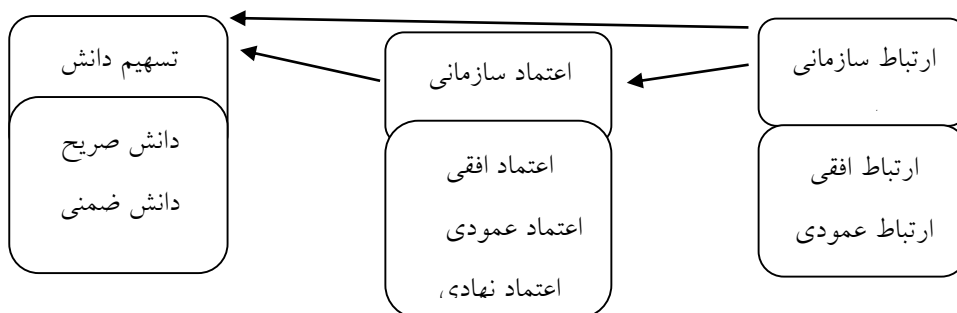 ارتباط سازمانی
ارتباط افقی
ارتباط عمودی
اعتماد سازمانی
اعتماد افقی
اعتماد عمودی
اعتماد نهادی
تسهیم دانش
دانش صریح
دانش ضمنی